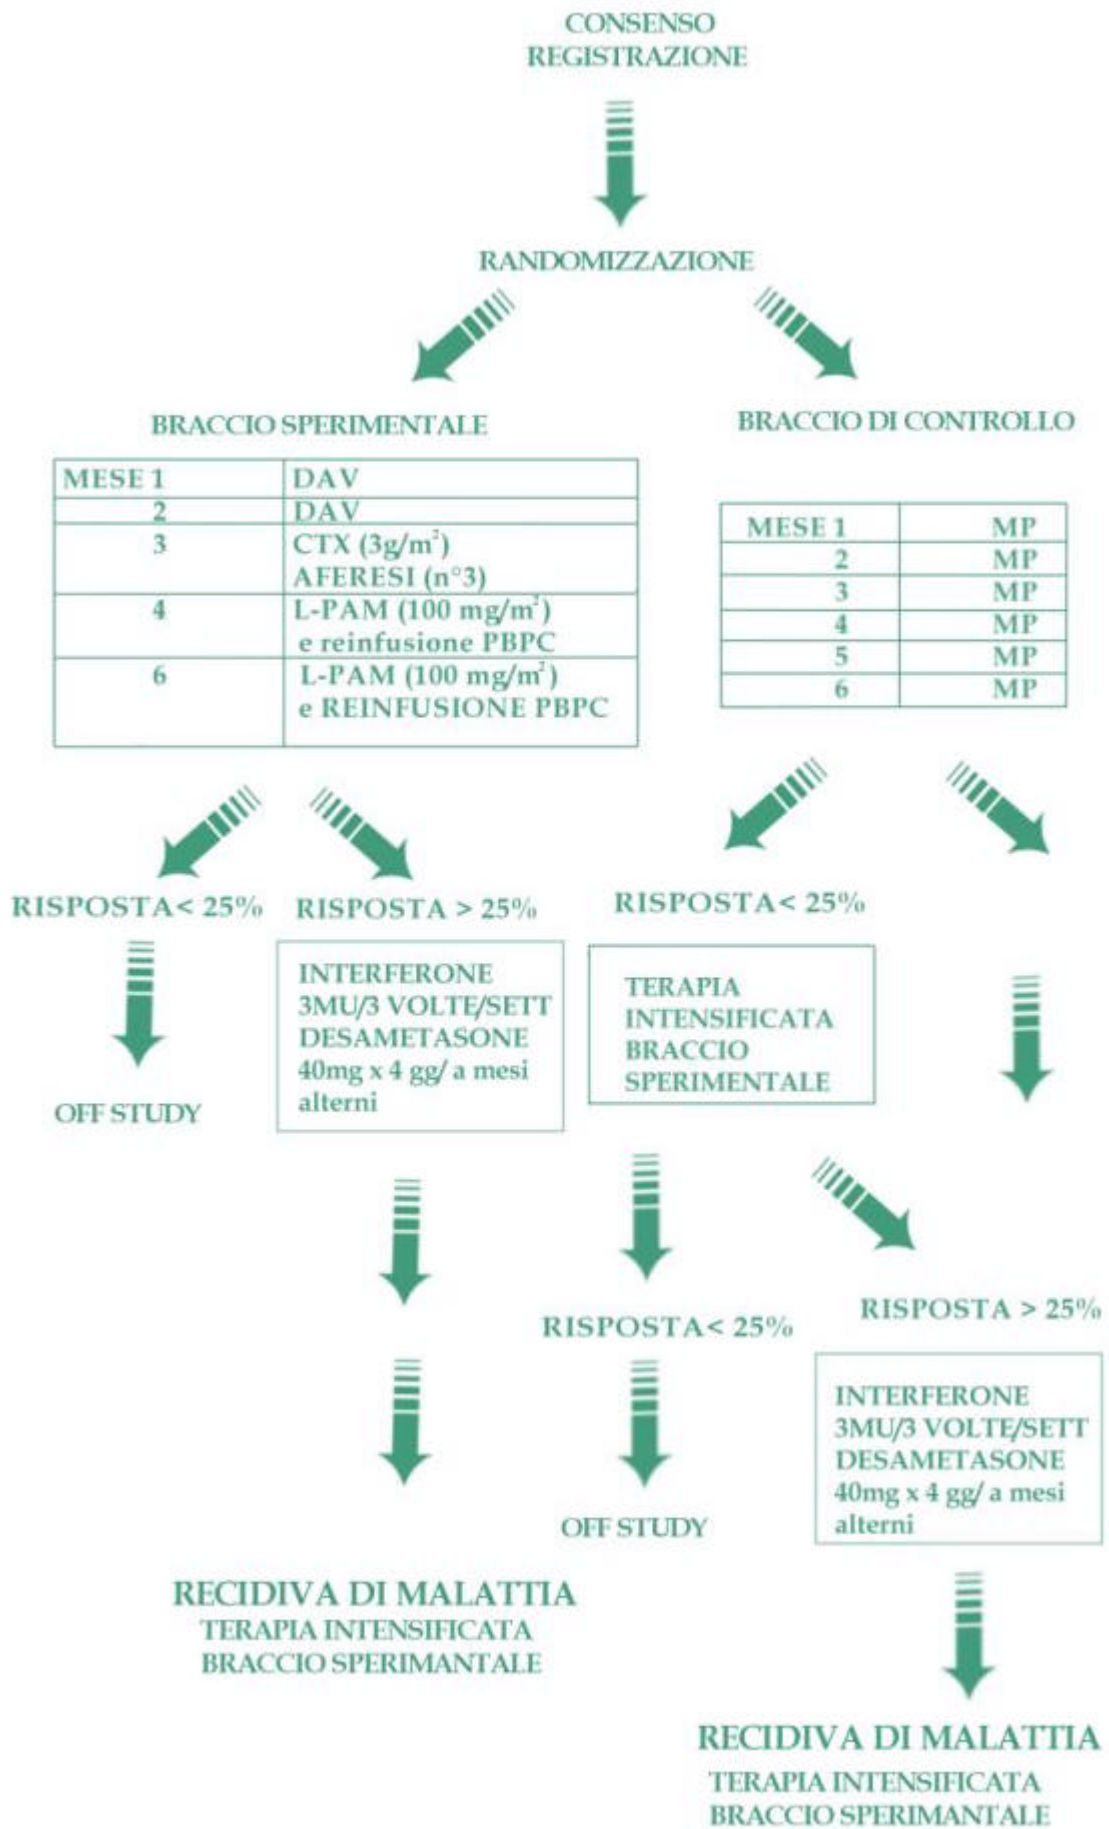 CONSENSO
REGISTRAZIONE
RANDOMIZZAZIONE
BRACCIO SPERIMENTALE
MESE 1 DAV
2 DAV
3 CTX (3g/m²)
AFERESI (n°3)
4 L-PAM (100 mg/m²)
e reinfusione PBPC
6 L-PAM (100 mg/m²)
e REINFUSIONE PBPC
BRACCIO DI CONTROLLO
MESE 1 MP
2 MP
3 MP
4 MP
5 MP
6 MP
RISPOSTA< 25%
OFF STUDY
RISPOSTA > 25%
INTERFERONE
3MU/3 VOLTE/SETT
DESAMETASONE
40mg x 4 gg/ a mesi
alterni
RISPOSTA< 25%
TERAPIA
INTENSIFICATA
BRACCIO
SPERIMENTALE
RISPOSTA< 25%
OFF STUDY
RISPOSTA > 25%
INTERFERONE
3MU/3 VOLTE/SETT
DESAMETASONE
40mg x 4 gg/ a mesi
alterni
RECIDIVA DI MALATTIA
TERAPIA INTENSIFICATA
BRACCIO SPERIMANTALE
RECIDIVA DI MALATTIA
TERAPIA INTENSIFICATA
BRACCIO SPERIMANTALE